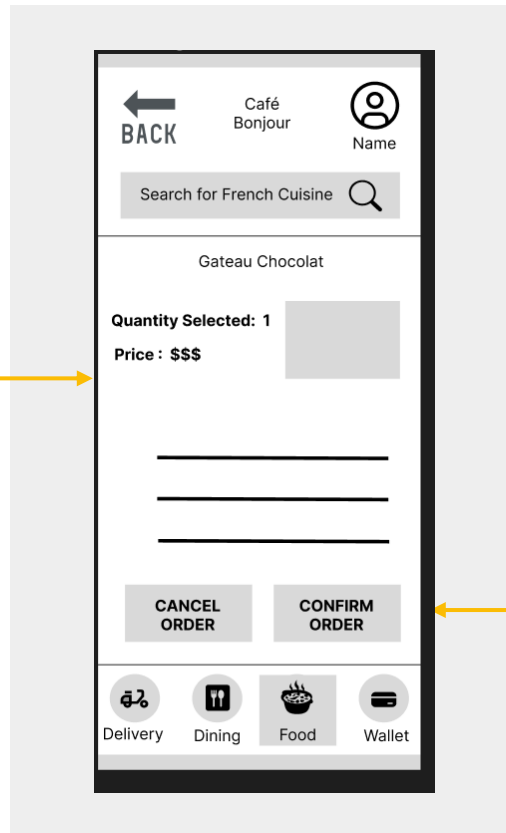 BACK
Café
Bonjour
Name
Search for French Cuisine
Gateau Chocolat
Quantity Selected: 1
Price : $$$
CANCEL
ORDER
CONFIRM
ORDER
Delivery
Dining
Food
Wallet